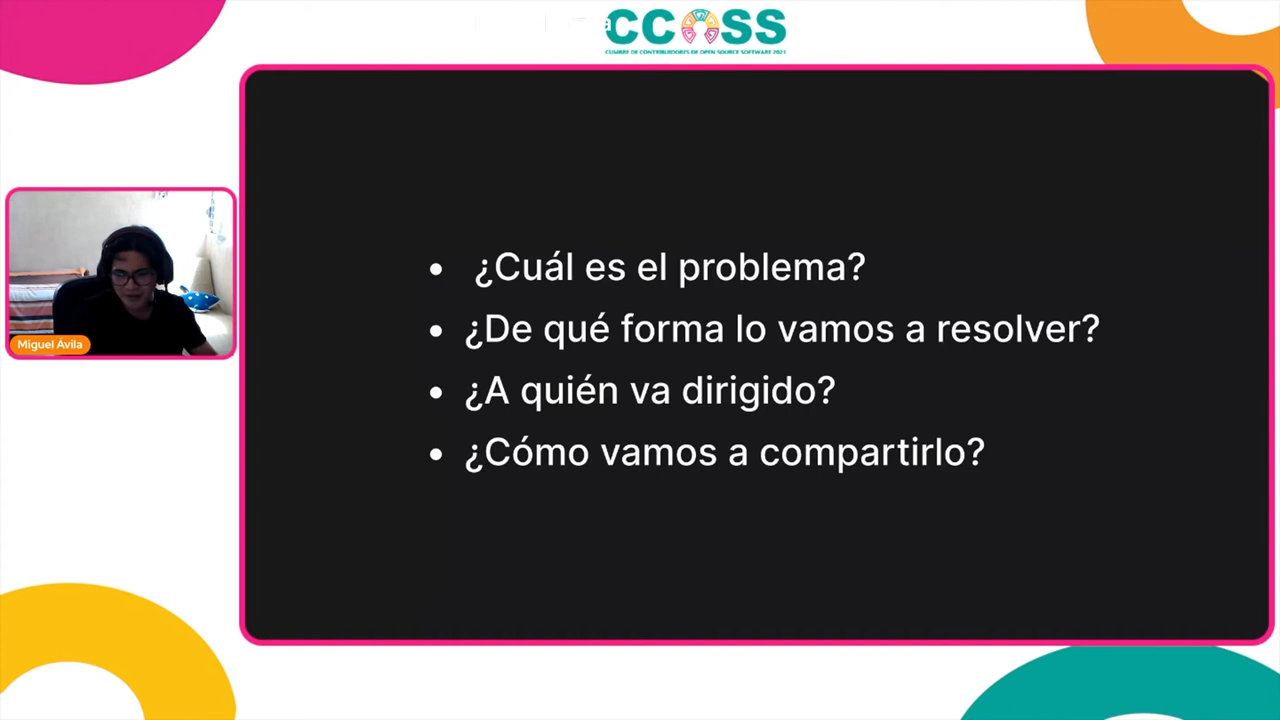 CCOSS
CUMBRE DE CONTRIBUIDORES DE OPEN SOURCE SOFTWARE 2021
¿Cuál es el problema?
¿De qué forma lo vamos a resolver?
¿A quién va dirigido?
¿Cómo vamos a compartirlo?
Miguel Ávila